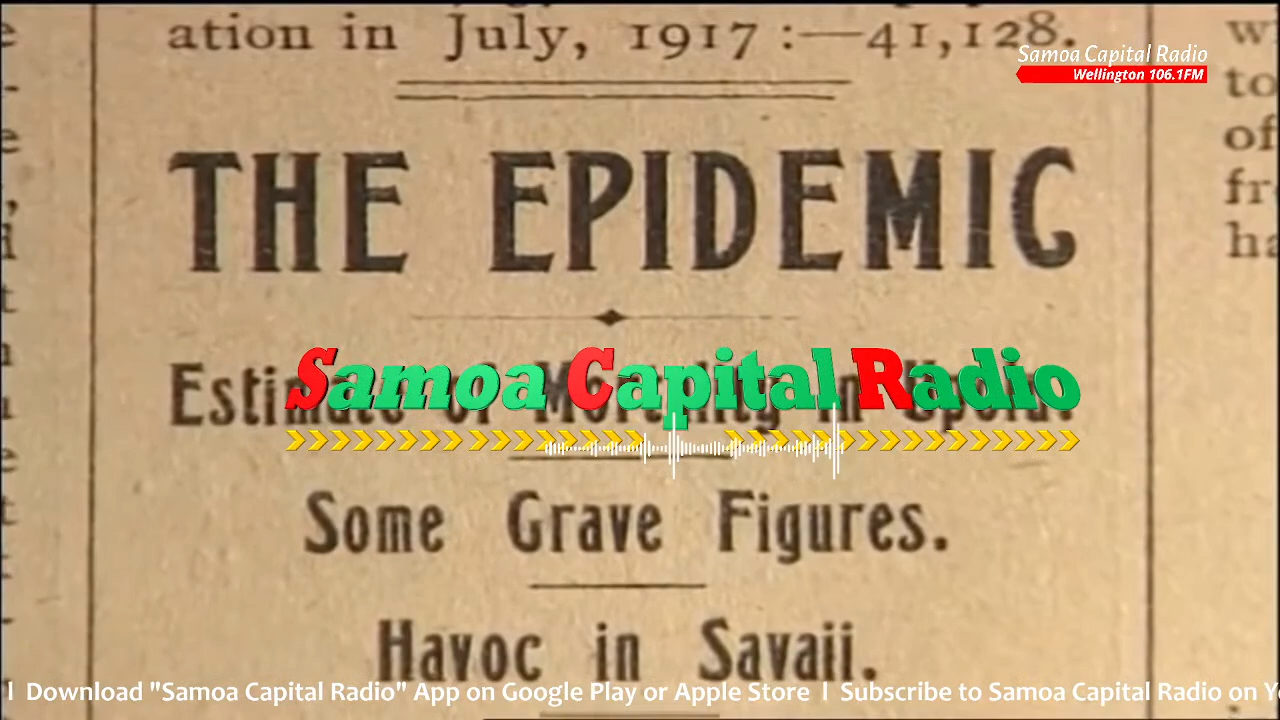 ation in July, 1917:—41,128.
Samoa Capital Radio
Wellington 106.1FM
THE EPIDEMIC
Samoa Capital Radio
Some Grave Figures.
Havoc in Savaii.
l Download "Samoa Capital Radio" App on Google Play or Apple Store l Subscribe to Samoa Capital Radio on